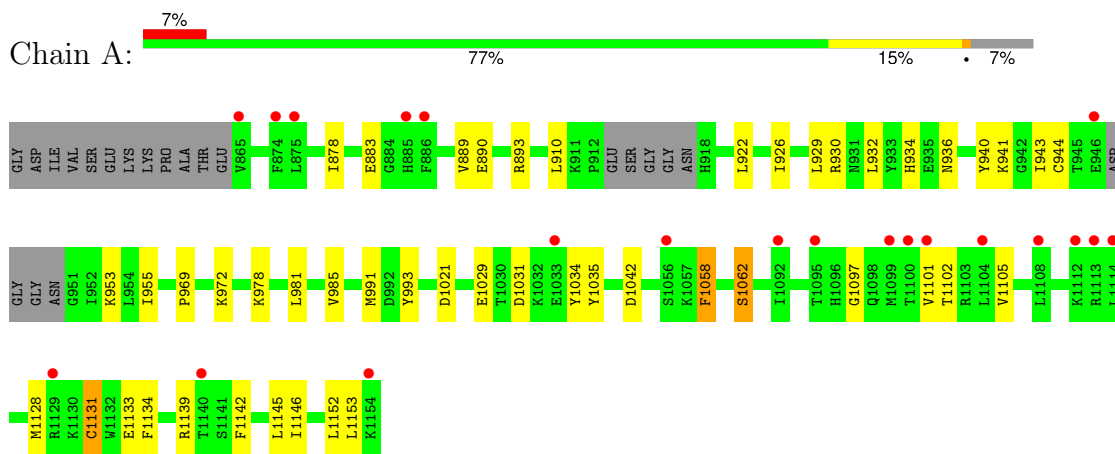 7%
Chain A:
77% 15% • 7%
GLY ASP ILE VAL SER GLU LYS LYS PRO ALA THR GLU V865 F874 L875 I878 E883 G884 H885 F886 V889 E890 R893 L910 K911 P912 GLU SER GLY GLY ASN H918 L922 I926 L929 R930 N931 L932 Y933 H934 E935 N936 Y940 K941 G942 I943 C944 T945 E946 ASP
GLY GLY ASN G951 I952 K953 L954 I955 P969 K972 K978 L981 V985 M991 D992 Y993 D1021 E1029 T1030 D1031 K1032 E1033 Y1034 Y1035 D1042 S1056 K1057 F1058 S1062 I1092 T1095 H1096 G1097 Q1098 M1099 T1100 V1101 T1102 R1103 L1104 V1105 L1108 K1112 R1113 L1114
M1128 R1129 K1130 C1131 W1132 E1133 F1134 R1139 T1140 S1141 F1142 L1145 I1146 L1152 L1153 K1154